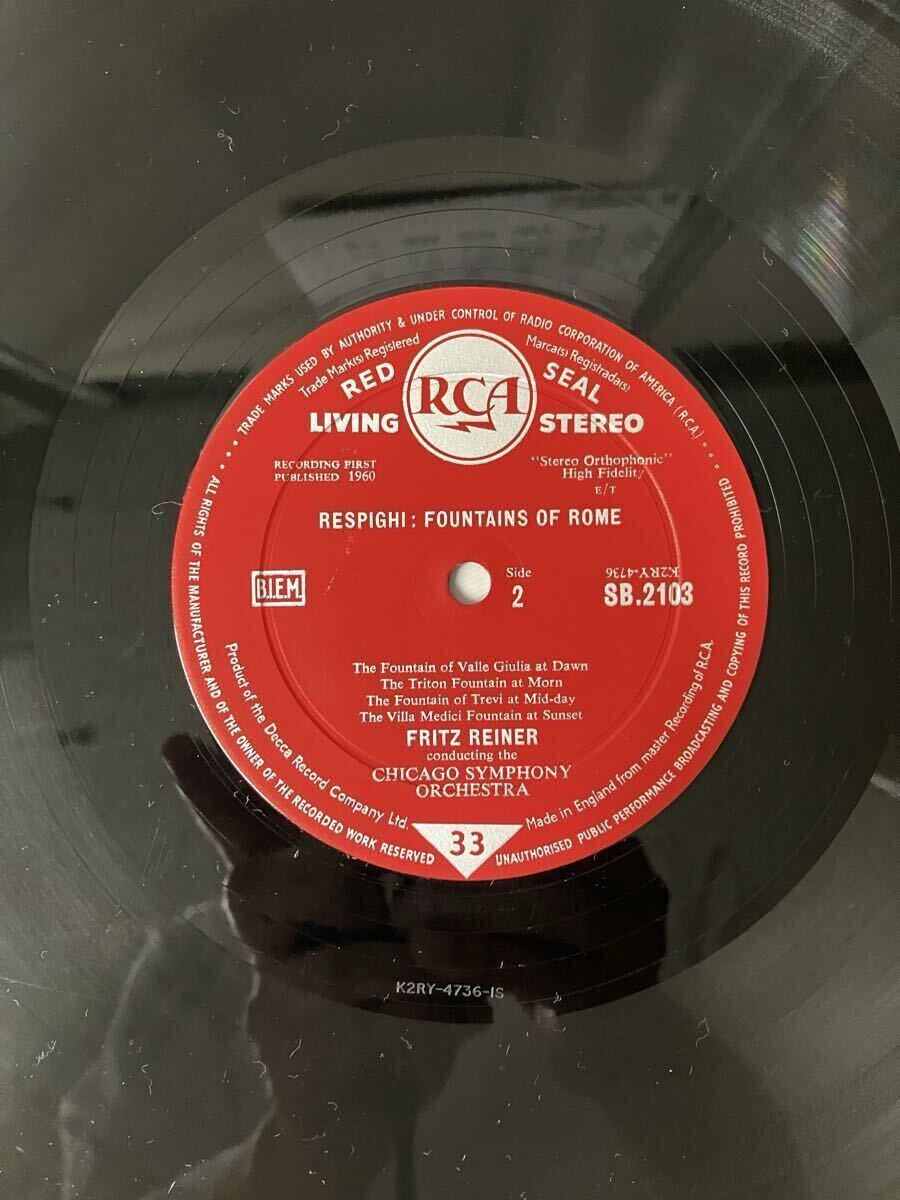 TRADE MARKS USED BY AUTHORITY & UNDER CONTROL OF RADIO CORPORATION OF AMERICA (R.C.A.)
Trade Mark(s) Registered
Marca(s) Registrada(s)
RED SEAL
RCA
LIVING STEREO
RECORDING FIRST
PUBLISHED 1960
"Stereo Orthophonic"
High Fidelity
E/T
RESPIGHI: FOUNTAINS OF ROME
B.I.E.M.
Side
2
K2RY-4736
SB.2103
The Fountain of Valle Giulia at Dawn
The Triton Fountain at Morn
The Fountain of Trevi at Mid-day
The Villa Medici Fountain at Sunset
FRITZ REINER
conducting the
CHICAGO SYMPHONY
ORCHESTRA
Product of the Decca Record Company Ltd.
33
Made in England from master Recording of R.C.A.
ALL RIGHTS OF THE MANUFACTURER AND OF THE OWNER OF THE RECORDED WORK RESERVED
UNAUTHORISED PUBLIC PERFORMANCE BROADCASTING AND COPYING OF THIS RECORD PROHIBITED
K2RY-4736-1S